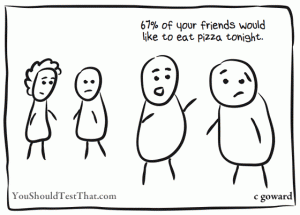 67% of your friends would
like to eat pizza tonight.
YouShouldTestThat.com
c goward